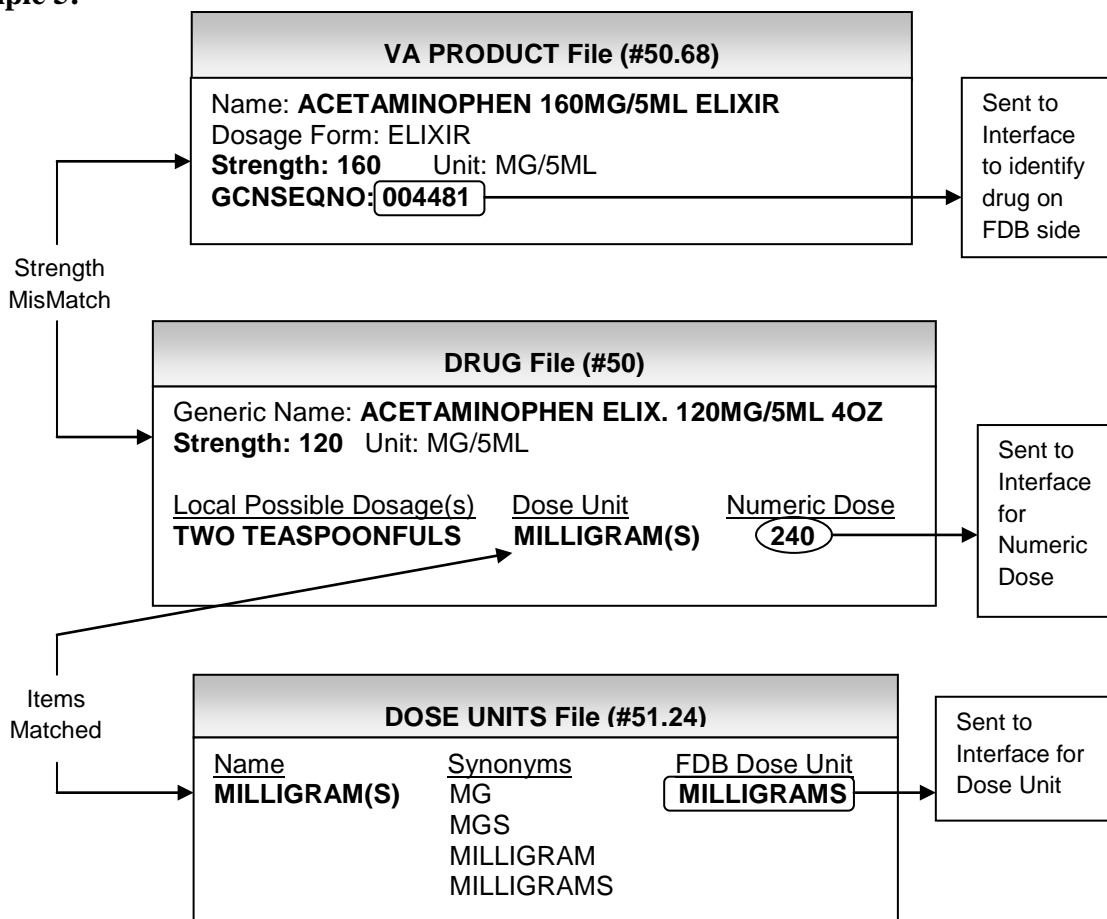 VA PRODUCT File (#50.68)
Name: ACETAMINOPHEN 160MG/5ML ELIXIR
Dosage Form: ELIXIR
Strength: 160 Unit: MG/5ML
GCNSEQNO: 004481
Sent to
Interface
to identify
drug on
FDB side
Strength
MisMatch
DRUG File (#50)
Generic Name: ACETAMINOPHEN ELIX. 120MG/5ML 4OZ
Strength: 120 Unit: MG/5ML
Local Possible Dosage(s) Dose Unit Numeric Dose
TWO TEASPOONFULS MILLIGRAM(S) 240
Sent to
Interface
for
Numeric
Dose
Items
Matched
DOSE UNITS File (#51.24)
Name Synonyms FDB Dose Unit
MILLIGRAM(S) MG MILLIGRAMS
MGS
MILLIGRAM
MILLIGRAMS
Sent to
Interface for
Dose Unit